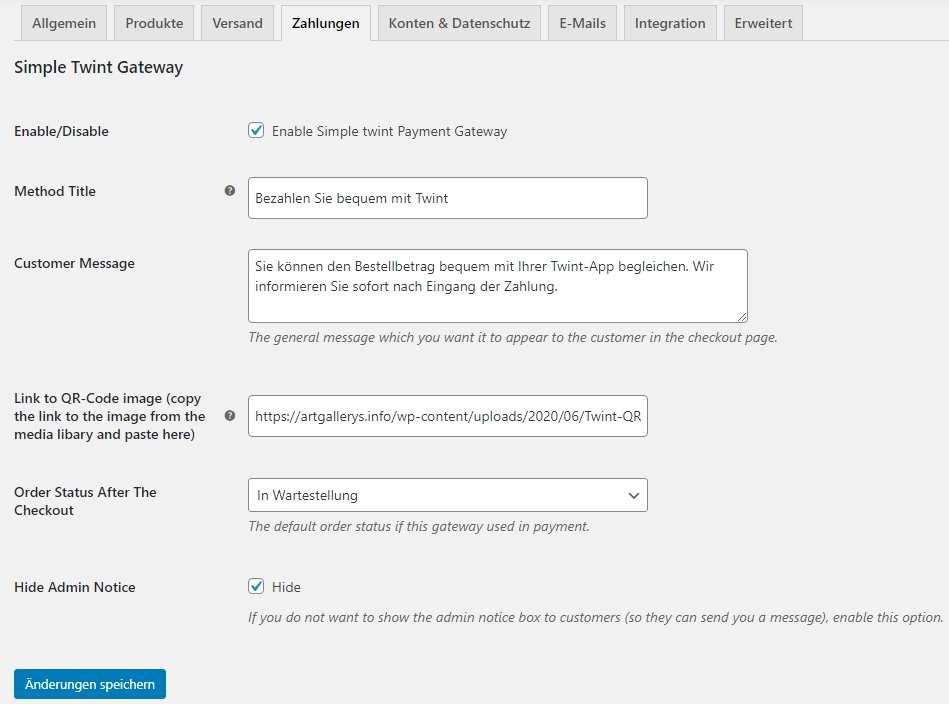 Allgemein Produkte Versand Zahlungen Konten & Datenschutz E-Mails Integration Erweitert
Simple Twint Gateway
Enable/Disable
Enable Simple twint Payment Gateway
Method Title
?
Bezahlen Sie bequem mit Twint
Customer Message
Sie können den Bestellbetrag bequem mit Ihrer Twint-App begleichen. Wir
informieren Sie sofort nach Eingang der Zahlung.
The general message which you want it to appear to the customer in the checkout page.
Link to QR-Code image (copy
the link to the image from the
media libary and paste here)
?
https://artgallerys.info/wp-content/uploads/2020/06/Twint-QR
Order Status After The
Checkout
In Wartestellung
The default order status if this gateway used in payment.
Hide Admin Notice
Hide
If you do not want to show the admin notice box to customers (so they can send you a message), enable this option.
Änderungen speichern